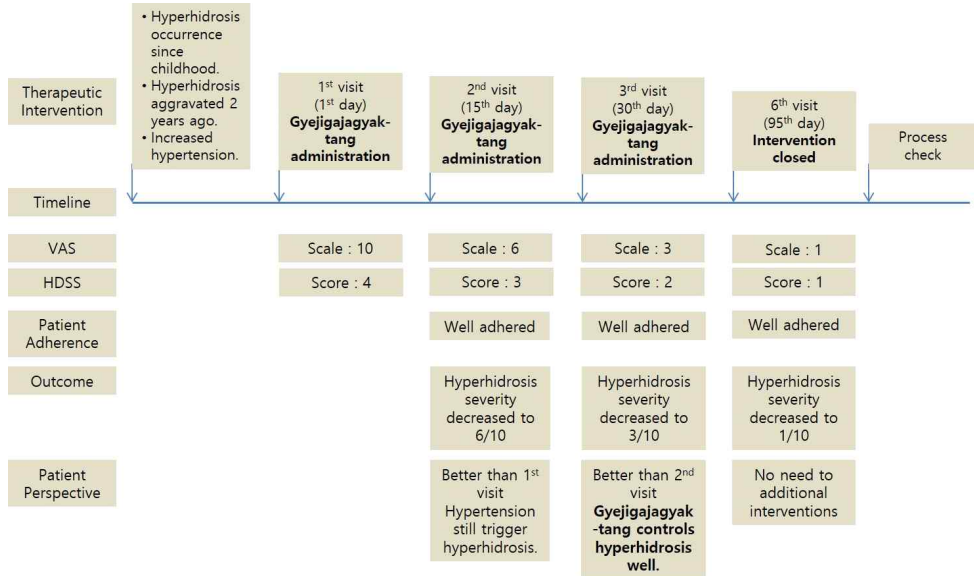 • Hyperhidrosis
occurrence
since
childhood.
• Hyperhidrosis
aggravated 2
years ago.
• Increased
hypertension.
Therapeutic
Intervention
1st visit
(1st day)
Gyejigajagyak-
tang
administration
2nd visit
(15th day)
Gyejigajagyak-
tang
administration
3rd visit
(30th day)
Gyejigajagyak-
tang
administration
6th visit
(95th day)
Intervention
closed
Process
check
Timeline
VAS
Scale : 10
Scale : 6
Scale : 3
Scale : 1
HDSS
Score : 4
Score : 3
Score : 2
Score : 1
Patient
Adherence
Well adhered
Well adhered
Well adhered
Outcome
Hyperhidrosis
severity
decreased to
6/10
Hyperhidrosis
severity
decreased to
3/10
Hyperhidrosis
severity
decreased to
1/10
Patient
Perspective
Better than 1st
visit
Hypertension
still trigger
hyperhidrosis.
Better than 2nd
visit
Gyejigajagyak
-tang controls
hyperhidrosis
well.
No need to
additional
interventions